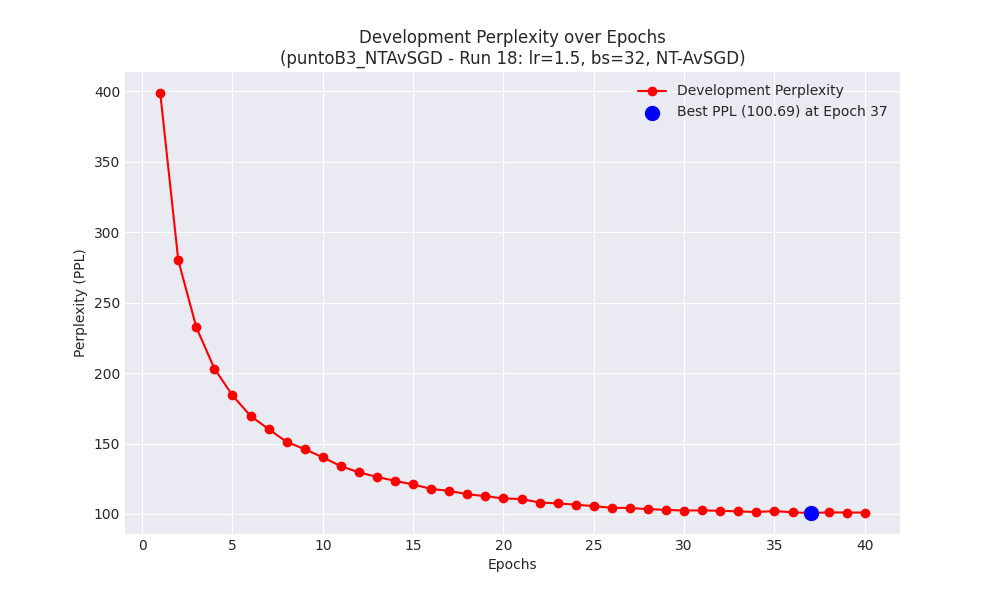 Development Perplexity over Epochs
(puntoB3_NTAvSGD - Run 18: lr=1.5, bs=32, NT-AvSGD)
Development Perplexity
Best PPL (100.69) at Epoch 37
Perplexity (PPL)
400
350
300
250
200
150
100
0 5 10 15 20 25 30 35 40
Epochs